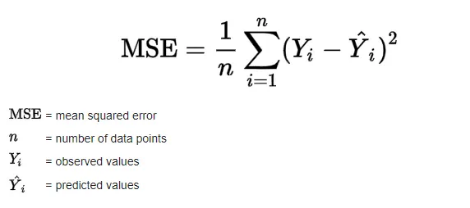 MSE = 1/n ∑_{i=1}^{n} (Y_i − Ŷ_i)²
MSE = mean squared error
n = number of data points
Y_i = observed values
Ŷ_i = predicted values